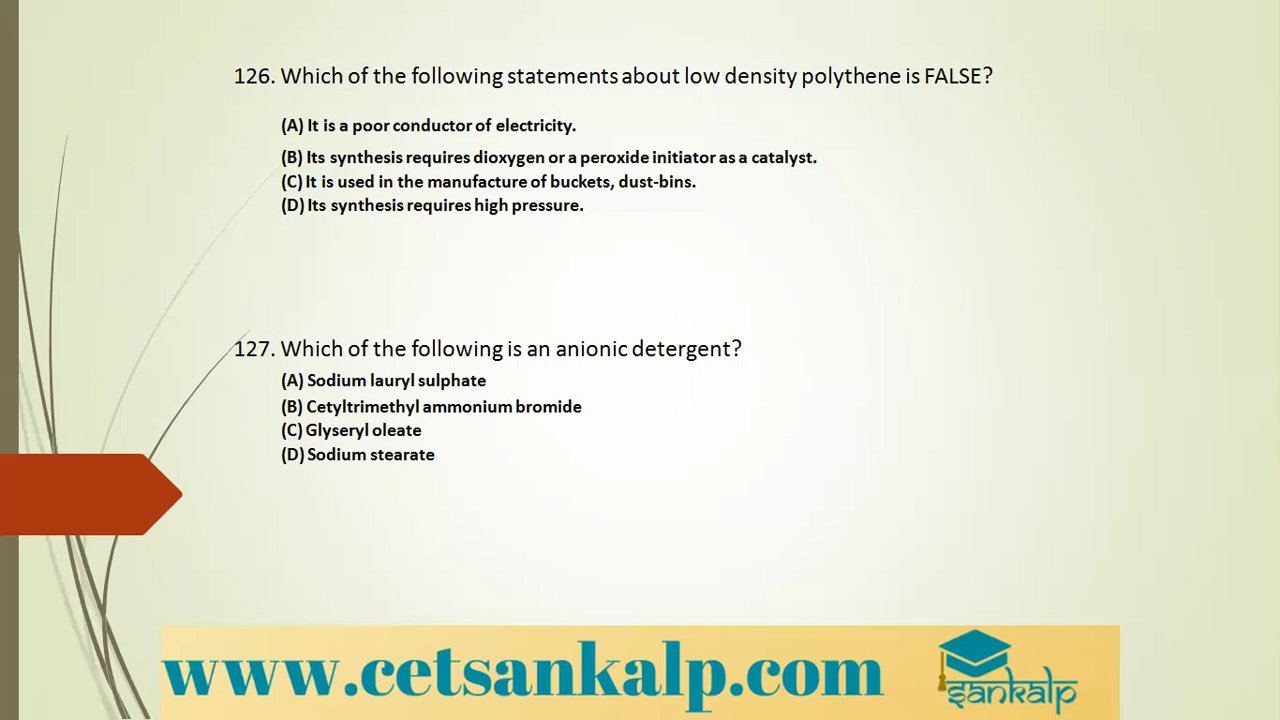 126. Which of the following statements about low density polythene is FALSE?
(A) It is a poor conductor of electricity.
(B) Its synthesis requires dioxygen or a peroxide initiator as a catalyst.
(C) It is used in the manufacture of buckets, dust-bins.
(D) Its synthesis requires high pressure.
127. Which of the following is an anionic detergent?
(A) Sodium lauryl sulphate
(B) Cetyltrimethyl ammonium bromide
(C) Glyseryl oleate
(D) Sodium stearate
www.cetsankalp.com
sankalp